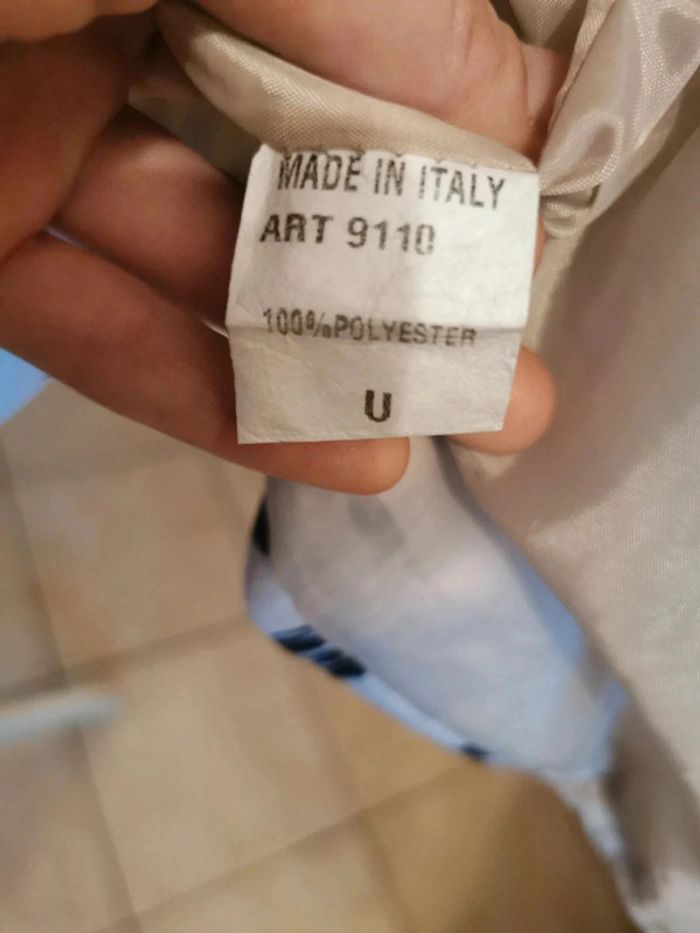 MADE IN ITALY
ART 9110
100%POLYESTER
U